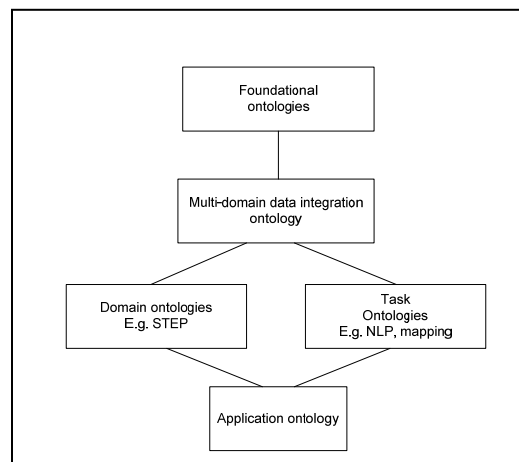 Foundational
ontologies
Multi-domain data integration
ontology
Domain ontologies
E.g. STEP
Task
Ontologies
E.g. NLP, mapping
Application ontology